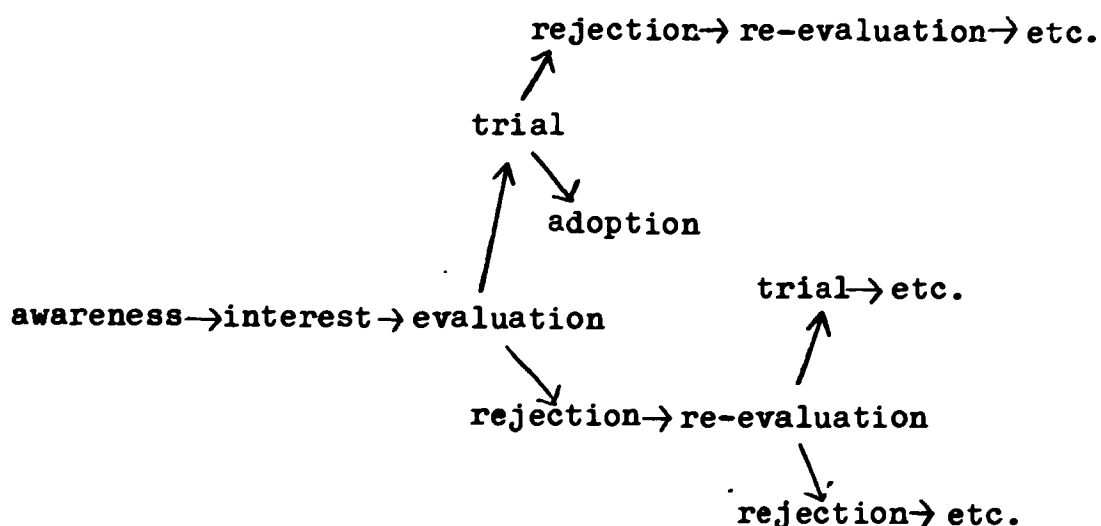 rejection→ re-evaluation→ etc.
trial
adoption
trial→ etc.
awareness→interest→ evaluation
rejection→ re-evaluation
rejection→ etc.